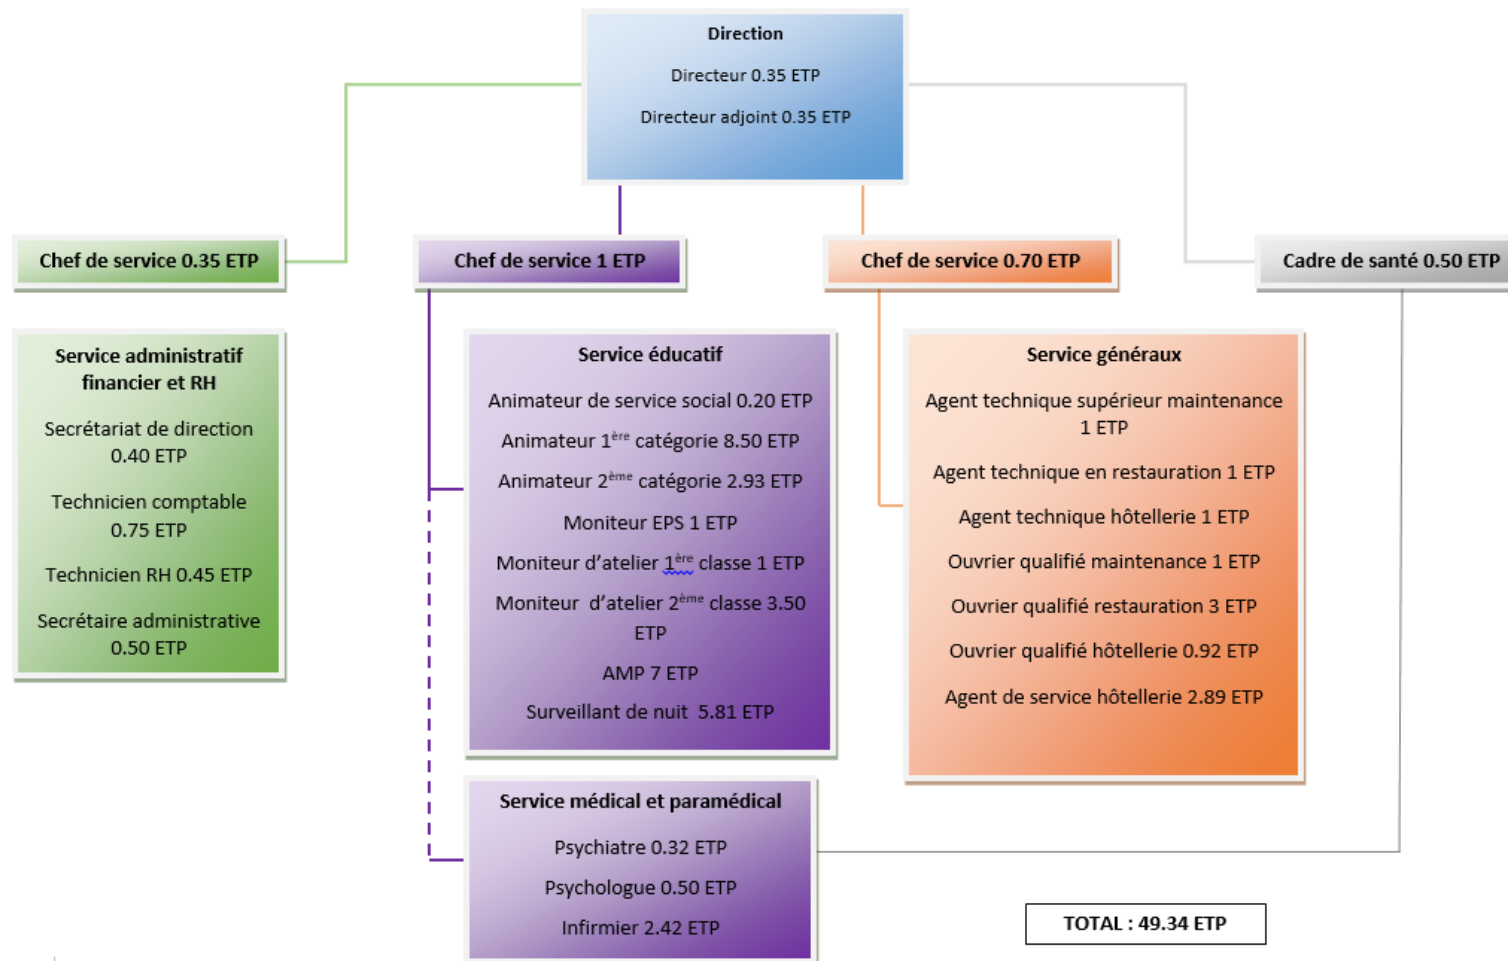 Direction
Directeur 0.35 ETP
Directeur adjoint 0.35 ETP
Chef de service 0.35 ETP
Chef de service 1 ETP
Chef de service 0.70 ETP
Cadre de santé 0.50 ETP
Service administratif
financier et RH
Secrétariat de direction
0.40 ETP
Technicien comptable
0.75 ETP
Technicien RH 0.45 ETP
Secrétaire administrative
0.50 ETP
Service éducatif
Animateur de service social 0.20 ETP
Animateur 1ère catégorie 8.50 ETP
Animateur 2ème catégorie 2.93 ETP
Moniteur EPS 1 ETP
Moniteur d’atelier 1ère classe 1 ETP
Moniteur  d’atelier 2ème classe 3.50
ETP
AMP 7 ETP
Surveillant de nuit  5.81 ETP
Service généraux
Agent technique supérieur maintenance
1 ETP
Agent technique en restauration 1 ETP
Agent technique hôtellerie 1 ETP
Ouvrier qualifié maintenance 1 ETP
Ouvrier qualifié restauration 3 ETP
Ouvrier qualifié hôtellerie 0.92 ETP
Agent de service hôtellerie 2.89 ETP
Service médical et paramédical
Psychiatre 0.32 ETP
Psychologue 0.50 ETP
Infirmier 2.42 ETP
TOTAL : 49.34 ETP